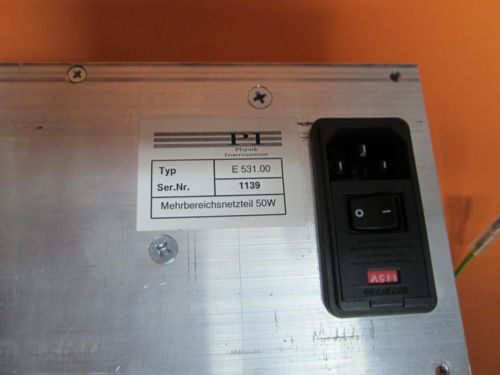 PI
Physik
Instrumente
Typ E 531.00
Ser.Nr. 1139
Mehrbereichsnetzteil 50W
O I
115V